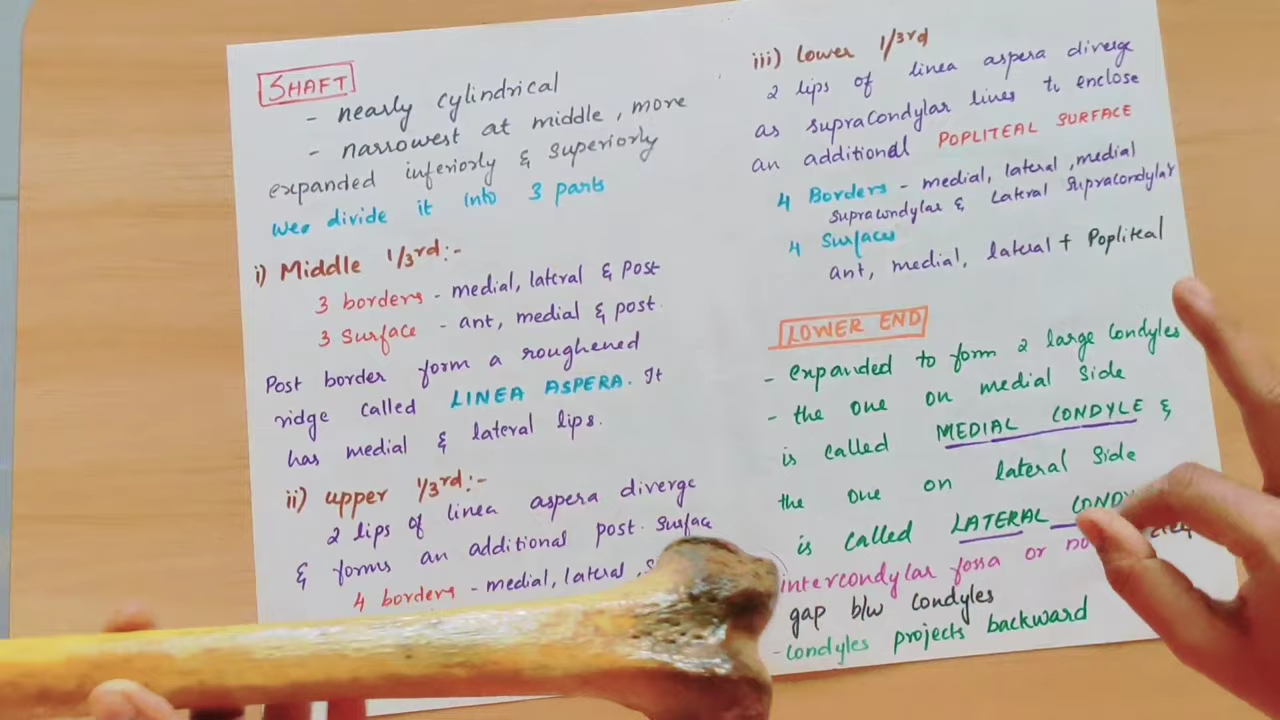 SHAFT
- nearly cylindrical
- narrowest at middle, more
expanded inferiorly & superiorly
we divide it into 3 parts
i) Middle 1/3rd:-
3 borders - medial, lateral & Post
3 surface - ant, medial & post.
Post border form a roughened
ridge called LINEA ASPERA. It
has medial & lateral lips.
ii) upper 1/3rd:-
2 lips of linea aspera diverge
& forms an additional post. surface
4 borders - medial, lateral,
iii) lower 1/3rd
2 lips of linea aspera diverge
as supracondylar lines to enclose
an additional POPLITEAL SURFACE
4 Borders - medial, lateral, medial
supracondylar & Lateral Supracondylar
4 Surfaces
ant, medial, lateral + Popliteal
LOWER END
- expanded to form 2 large condyles
- the one on medial side
is called MEDIAL CONDYLE &
the one on lateral side
is called LATERAL
intercondylar fossa or
gap b/w condyles
- condyles projects backward